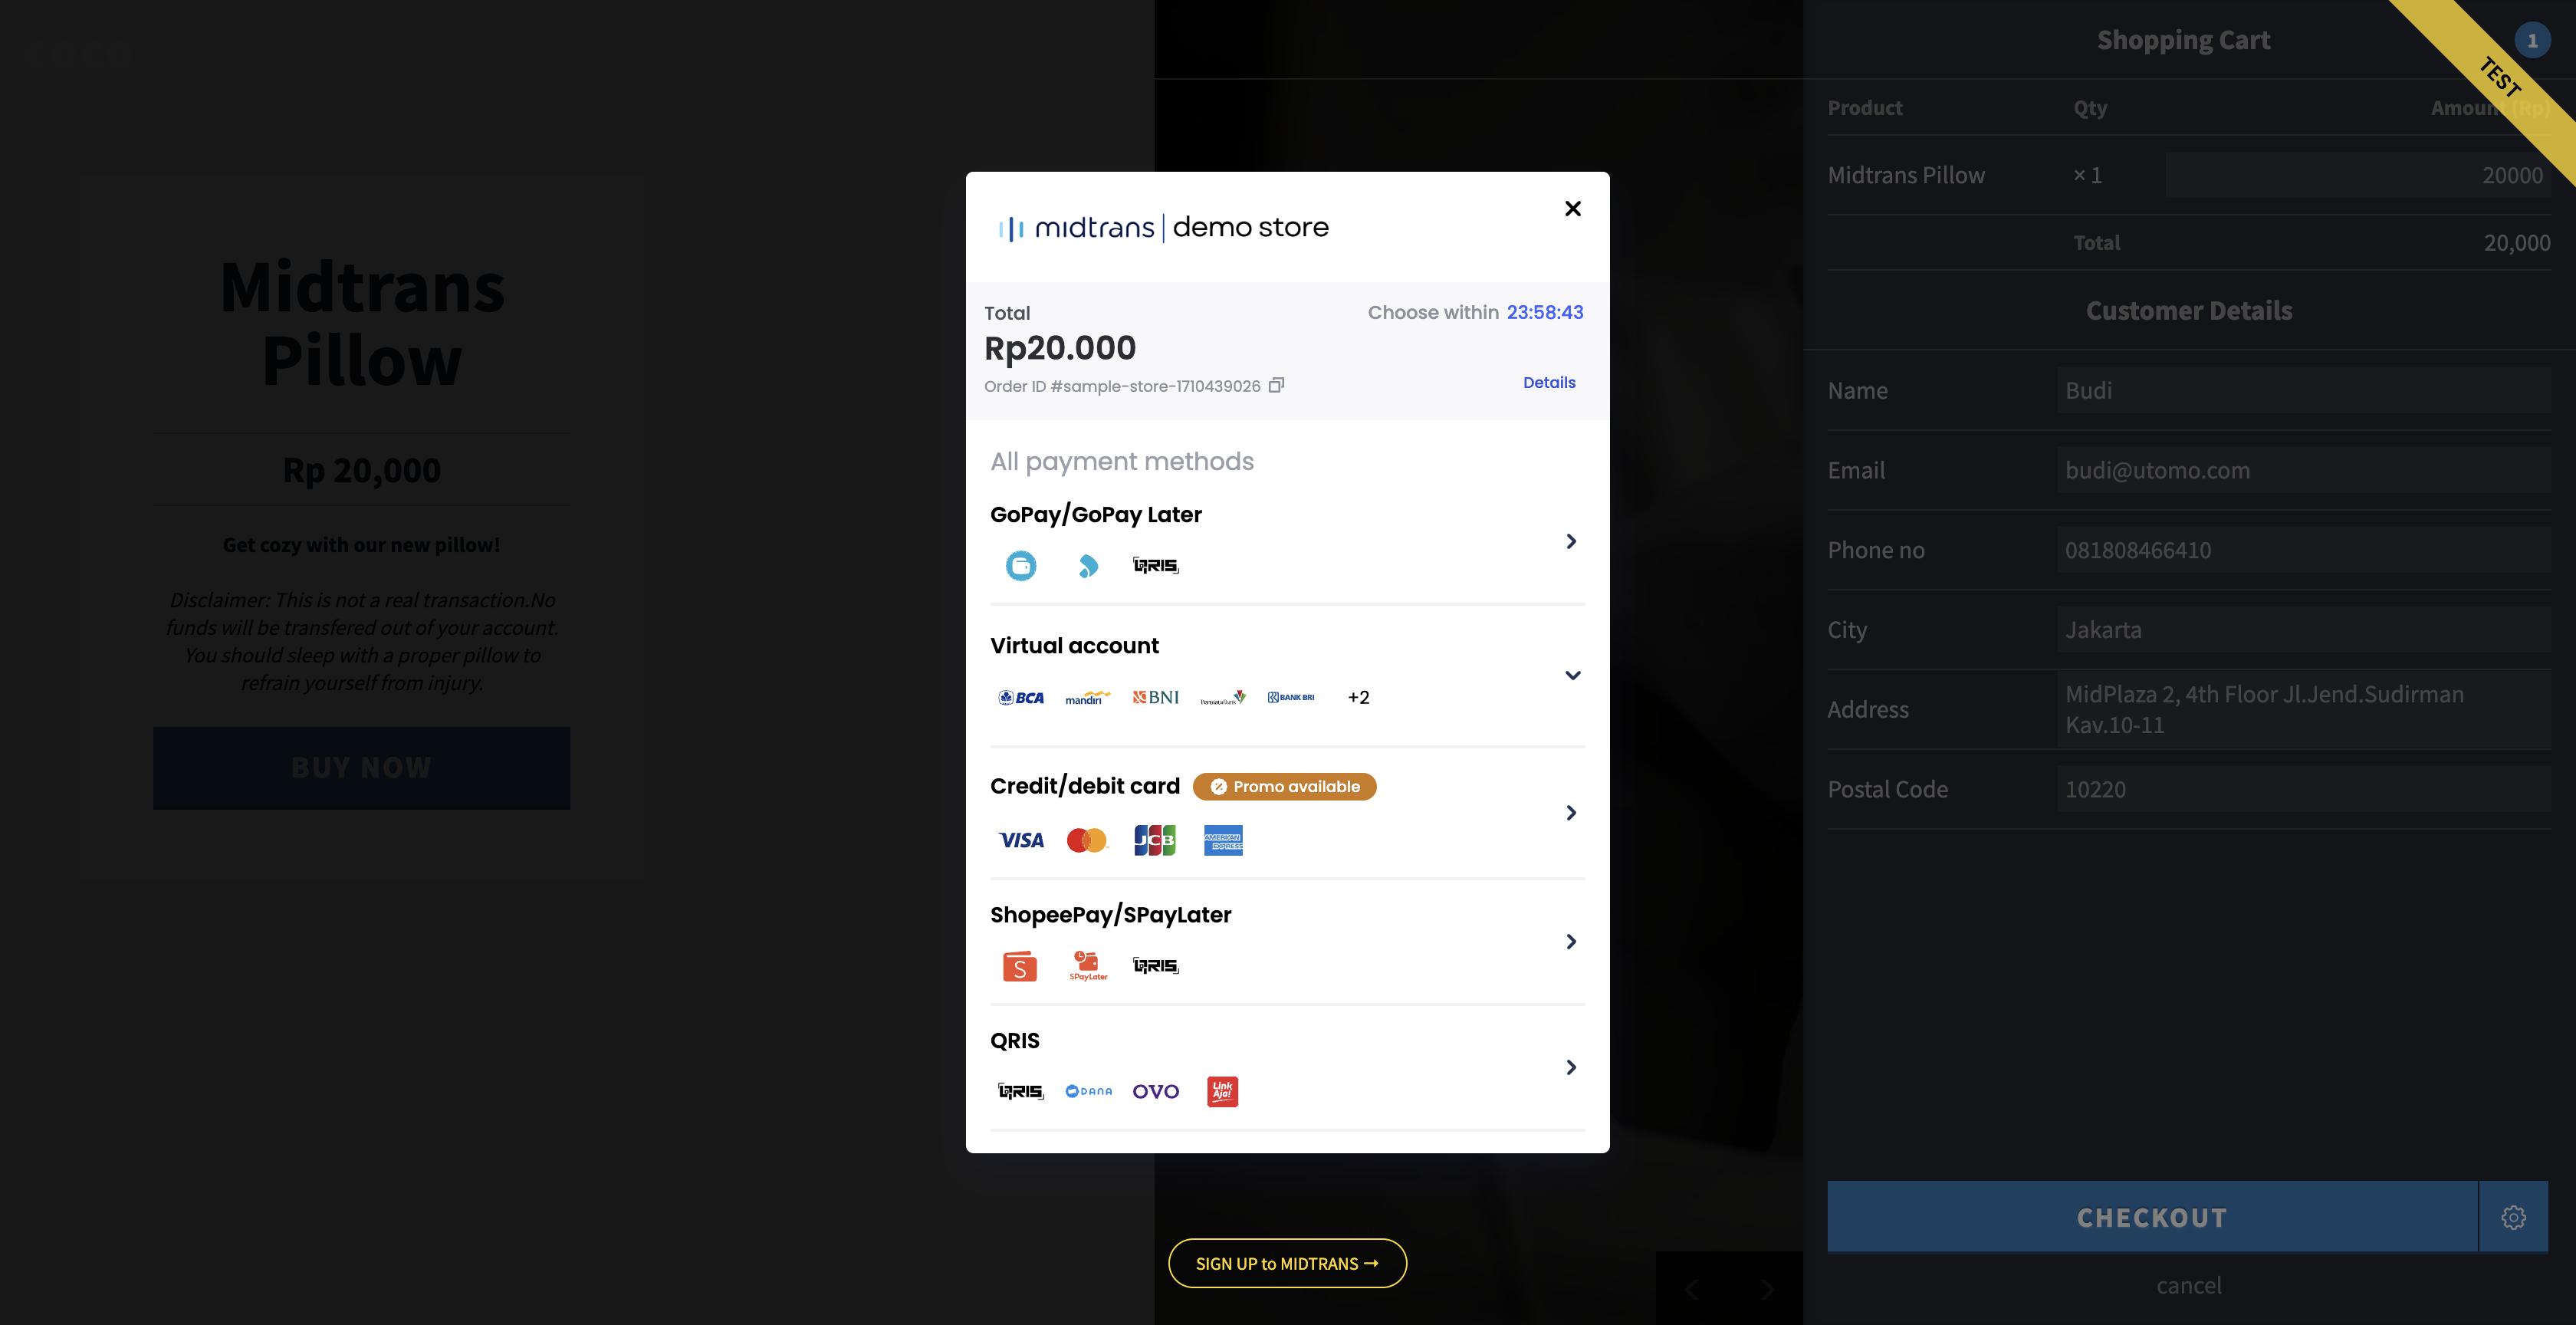 Midtrans
Pillow
Rp 20,000
Get cozy with our new pillow!
Disclaimer: This is not a real transaction.No
funds will be transfered out of your account.
You should sleep with a proper pillow to
refrain yourself from injury.
BUY NOW
midtrans | demo store
Total
Choose within 23:58:43
Rp20.000
Order ID #sample-store-1710439026
Details
All payment methods
GoPay/GoPay Later
QRIS
Virtual account
BCA mandiri BNI PermataBank BANK BRI +2
Credit/debit card Promo available
VISA JCB AMERICAN EXPRESS
ShopeePay/SPayLater
S SPayLater QRIS
QRIS
QRIS DANA OVO Link Aja!
SIGN UP to MIDTRANS →
Shopping Cart 1
TEST
Product Qty Amount (Rp)
Midtrans Pillow × 1 20000
Total 20,000
Customer Details
Name Budi
Email budi@utomo.com
Phone no 081808466410
City Jakarta
Address MidPlaza 2, 4th Floor Jl.Jend.Sudirman
Kav.10-11
Postal Code 10220
CHECKOUT
cancel